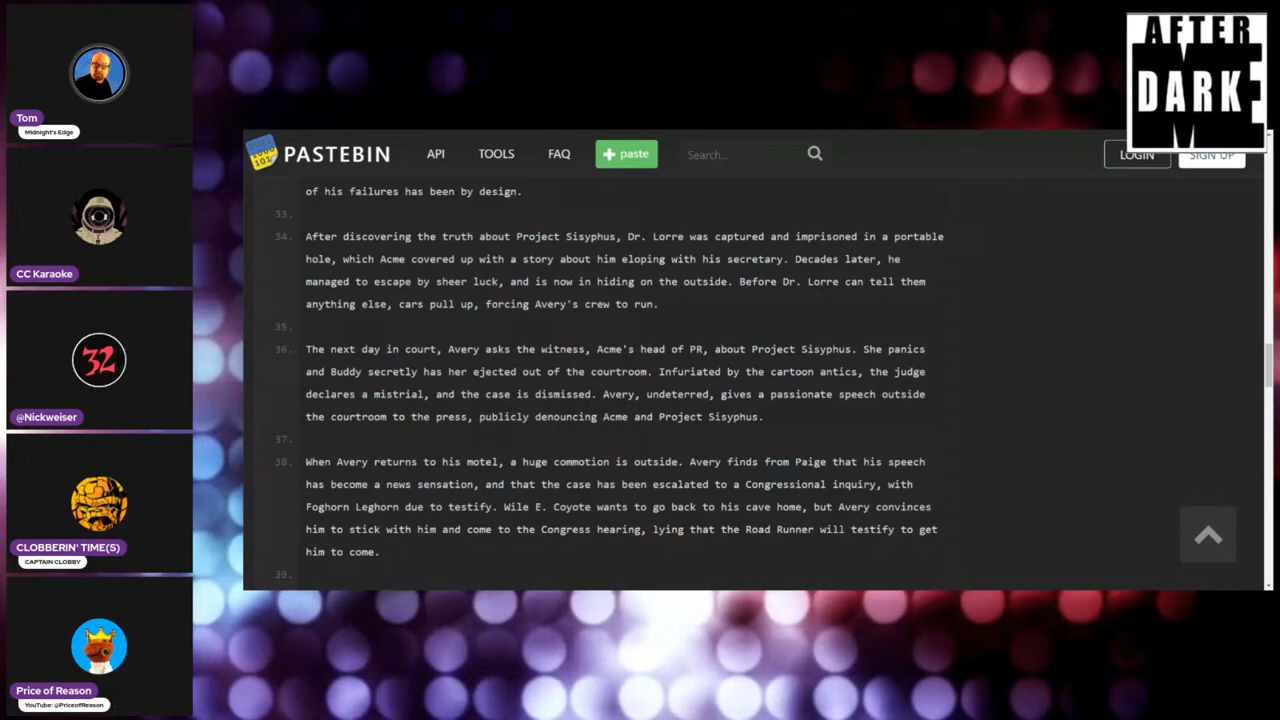 Tom
Midnight's Edge
CC Karaoke
32
@Nickweiser
CLOBBERIN' TIME(S)
CAPTAIN CLOBBY
Price of Reason
YouTube: @PriceofReason
AFTER
DARK
ME
PASTEBIN
API
TOOLS
FAQ
+ paste
Search...
LOGIN
SIGN UP
of his failures has been by design.
33.
34. After discovering the truth about Project Sisyphus, Dr. Lorre was captured and imprisoned in a portable
hole, which Acme covered up with a story about him eloping with his secretary. Decades later, he
managed to escape by sheer luck, and is now in hiding on the outside. Before Dr. Lorre can tell them
anything else, cars pull up, forcing Avery's crew to run.
35.
36. The next day in court, Avery asks the witness, Acme's head of PR, about Project Sisyphus. She panics
and Buddy secretly has her ejected out of the courtroom. Infuriated by the cartoon antics, the judge
declares a mistrial, and the case is dismissed. Avery, undeterred, gives a passionate speech outside
the courtroom to the press, publicly denouncing Acme and Project Sisyphus.
37.
38. When Avery returns to his motel, a huge commotion is outside. Avery finds from Paige that his speech
has become a news sensation, and that the case has been escalated to a Congressional inquiry, with
Foghorn Leghorn due to testify. Wile E. Coyote wants to go back to his cave home, but Avery convinces
him to stick with him and come to the Congress hearing, lying that the Road Runner will testify to get
him to come.
39.